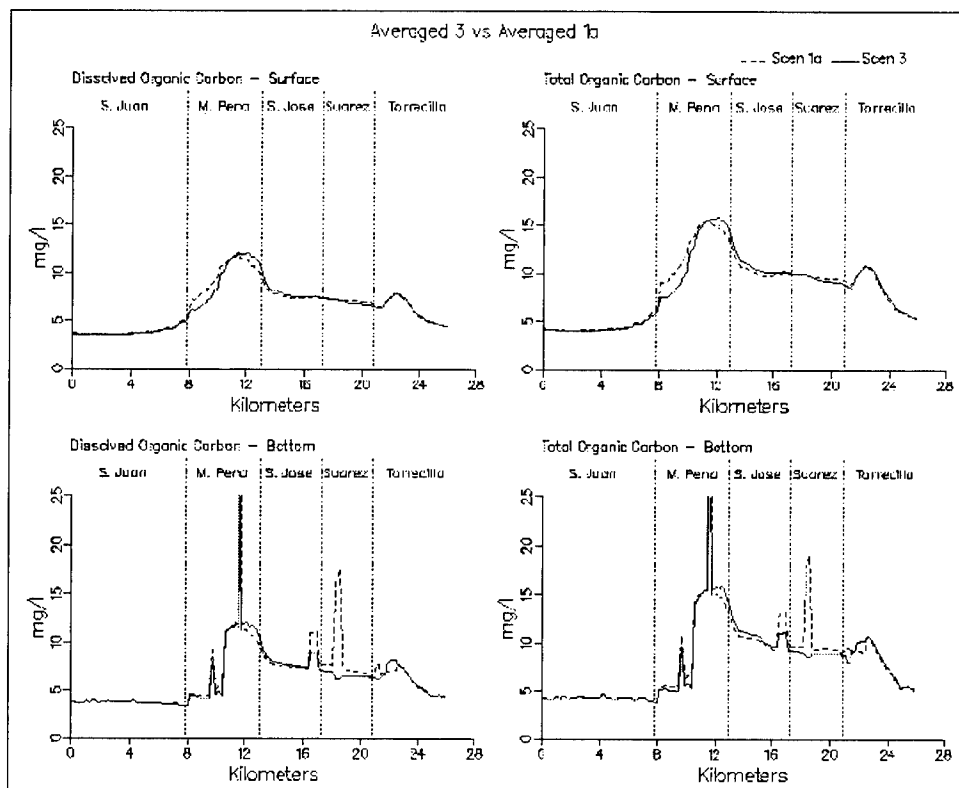 Averaged 3 vs Averaged 1a
Scen 1a Scen 3
Dissolved Organic Carbon – Surface
S. Juan M. Pena S. Jose Suarez Torrecilla
25
20
15
10
5
0
mg/l
0 4 8 12 16 20 24 28
Kilometers
Total Organic Carbon – Surface
S. Juan M. Pena S. Jose Suarez Torrecilla
25
20
15
10
5
0
mg/l
0 4 8 12 16 20 24 28
Kilometers
Dissolved Organic Carbon – Bottom
S. Juan M. Pena S. Jose Suarez Torrecilla
25
20
15
10
5
0
mg/l
0 4 8 12 16 20 24 28
Kilometers
Total Organic Carbon – Bottom
S. Juan M. Pena S. Jose Suarez Torrecilla
25
20
15
10
5
0
mg/l
0 4 8 12 16 20 24 28
Kilometers